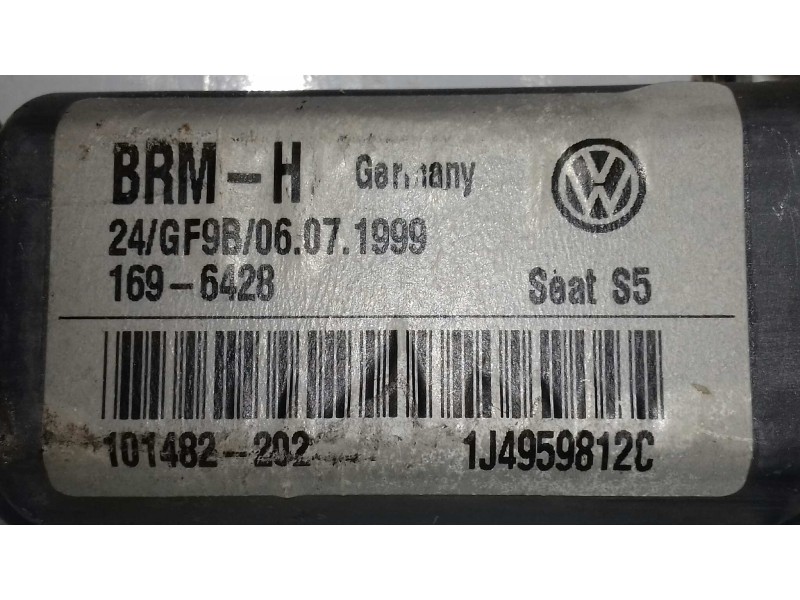 BRM-H Germany
24/GF9B/06.07.1999
169-6428 Seat S5
101482-202 1J4959812C